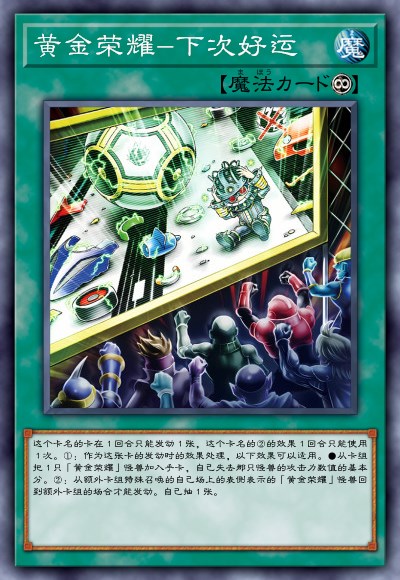 黄金荣耀-下次好运
魔
【魔法カード】
まほう
这个卡名的卡在1回合只能发动1张，这个卡名的②的效果1回合只能使用
1次。①：作为这张卡的发动时的效果处理，以下效果可以适用。●从卡组
把1只「黄金荣耀」怪兽加入手卡，自己失去那只怪兽的攻击力数值的基本
分。②：从额外卡组特殊召唤的自己场上的表侧表示的「黄金荣耀」怪兽回
到额外卡组的场合才能发动。自己抽1张。